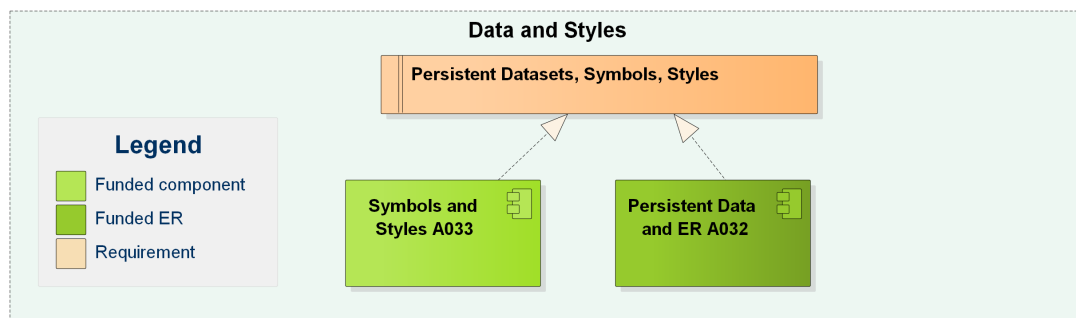 Data and Styles
Persistent Datasets, Symbols, Styles
Legend
Funded component
Funded ER
Requirement
Symbols and
Styles A033
Persistent Data
and ER A032